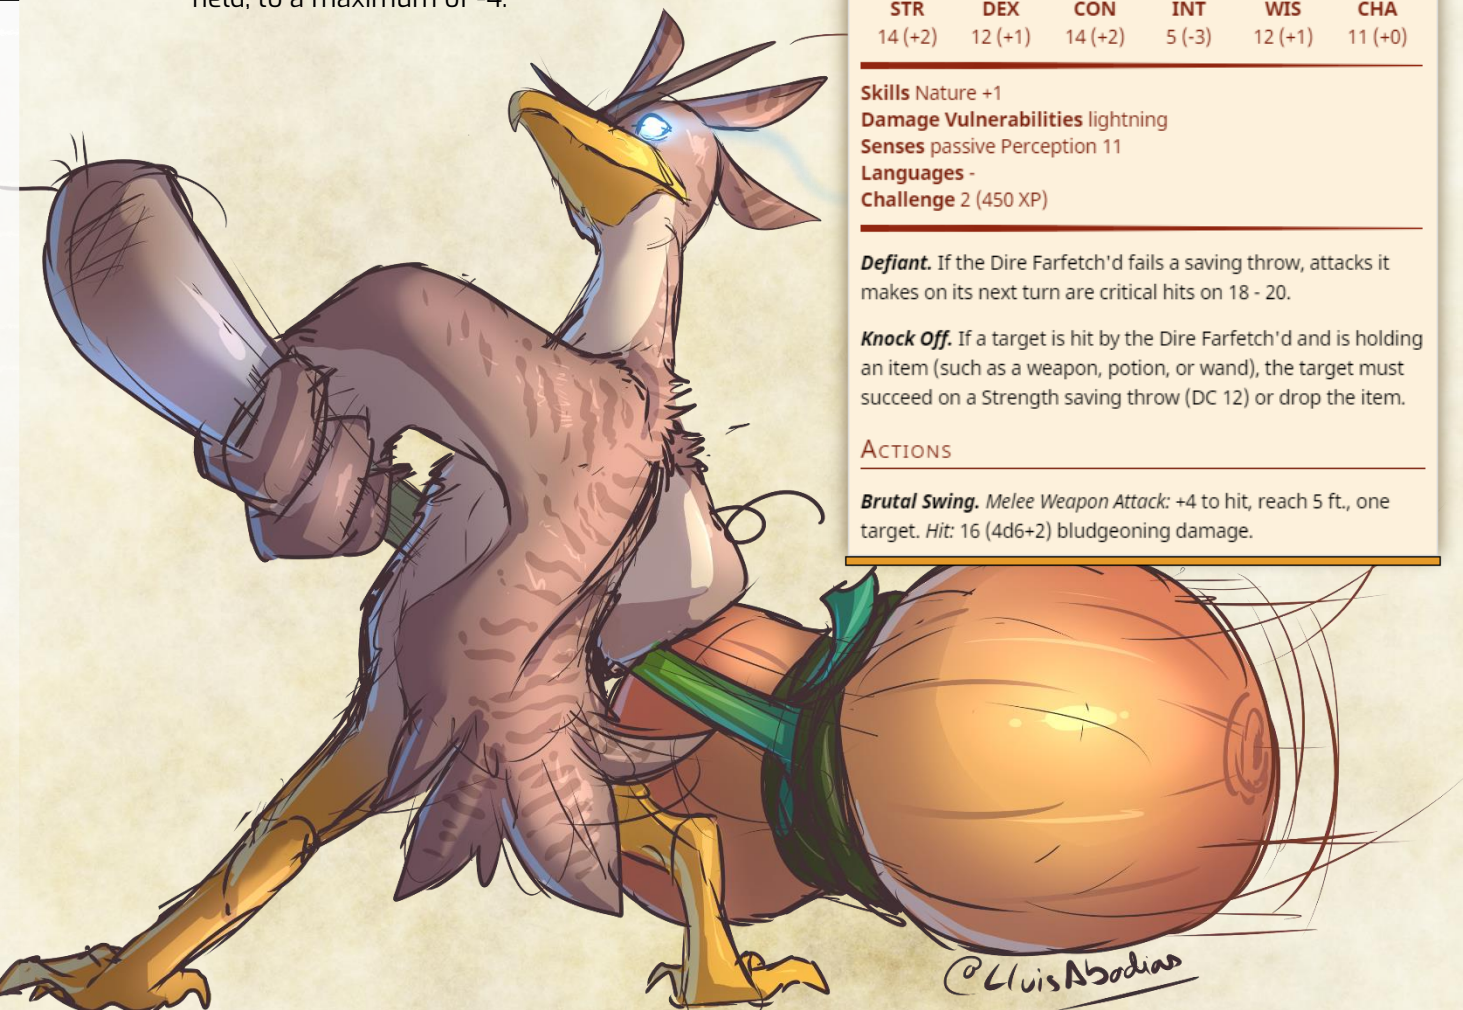 held, to a maximum of -4.
STR DEX CON INT WIS CHA
14 (+2) 12 (+1) 14 (+2) 5 (-3) 12 (+1) 11 (+0)
Skills Nature +1
Damage Vulnerabilities lightning
Senses passive Perception 11
Languages -
Challenge 2 (450 XP)
Defiant. If the Dire Farfetch'd fails a saving throw, attacks it
makes on its next turn are critical hits on 18 - 20.
Knock Off. If a target is hit by the Dire Farfetch'd and is holding
an item (such as a weapon, potion, or wand), the target must
succeed on a Strength saving throw (DC 12) or drop the item.
Actions
Brutal Swing. Melee Weapon Attack: +4 to hit, reach 5 ft., one
target. Hit: 16 (4d6+2) bludgeoning damage.
@LluisAbadias